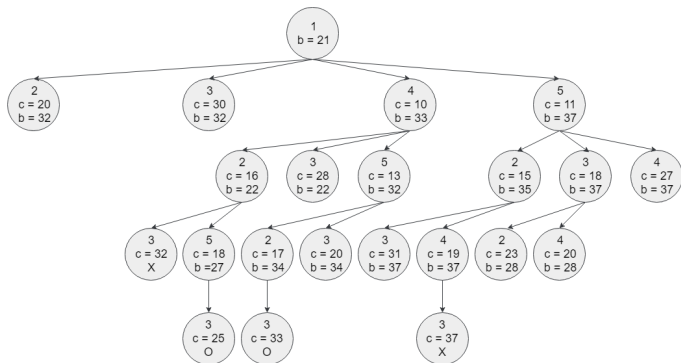 1
b = 21
2
c = 20
b = 32
3
c = 30
b = 32
4
c = 10
b = 33
5
c = 11
b = 37
2
c = 16
b = 22
3
c = 28
b = 22
5
c = 13
b = 32
2
c = 15
b = 35
3
c = 18
b = 37
4
c = 27
b = 37
3
c = 32
X
5
c = 18
b =27
2
c = 17
b = 34
3
c = 20
b = 34
3
c = 31
b = 37
4
c = 19
b = 37
2
c = 23
b = 28
4
c = 20
b = 28
3
c = 25
O
3
c = 33
O
3
c = 37
X